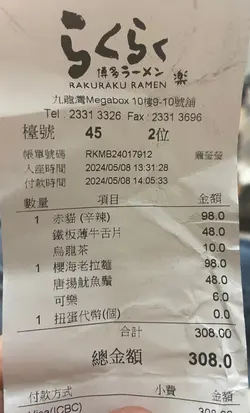 らくらく
博多ラーメン 楽
RAKURAKU RAMEN
九龍灣Megabox 10樓9-10號舖
Tel : 2331 3326 Fax : 2331 3696
檯號 45 2位
帳單號碼 RKMB24017912
入座時間 2024/05/08 13:31:28
付款時間 2024/05/08 14:05:33
數量 項目 金額
1 赤貓 (辛辣) 98.0
鐵板薄牛舌片 48.0
烏龍茶 10.0
1 櫻海老拉麵 98.0
唐揚魷魚鬚 48.0
可樂 6.0
1 扭蛋代幣(個) 0.0
合計 308.00
總金額 308.0
付款方式 小費 金額
Visa(ICBC)